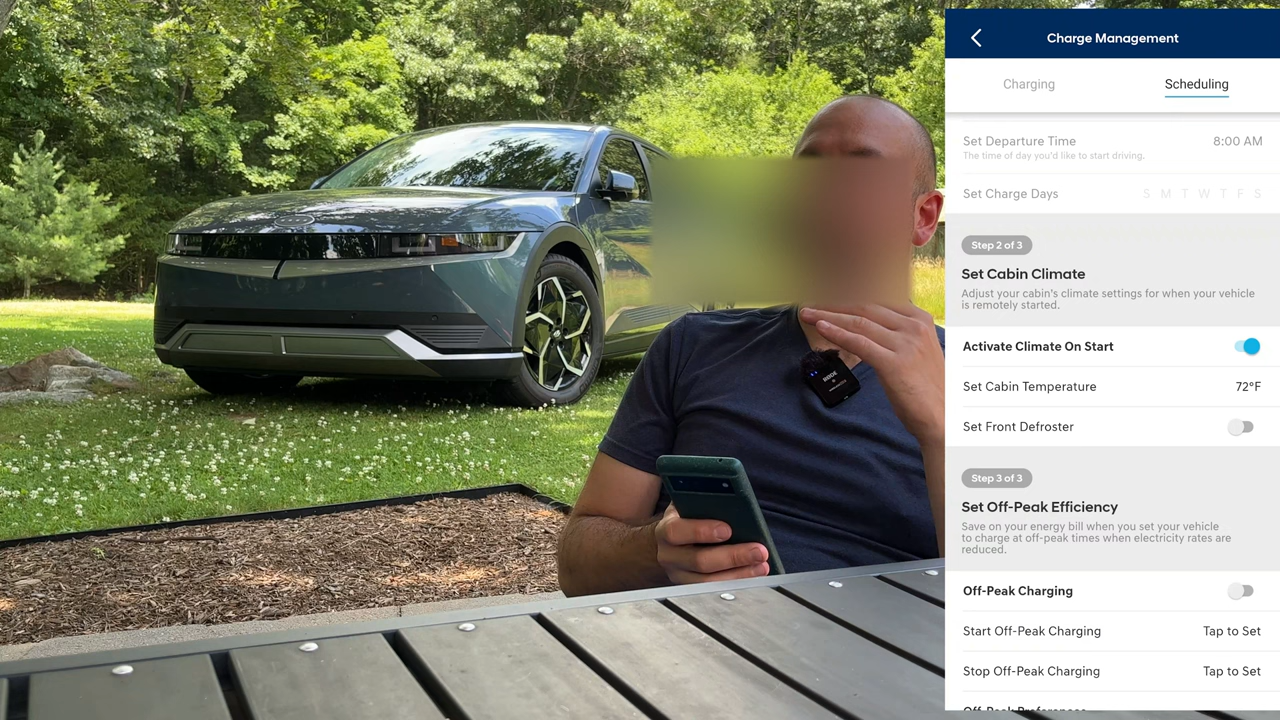 Charge Management
Charging
Scheduling
Set Departure Time
8:00 AM
The time of day you'd like to start driving.
Set Charge Days
S M T W T F S
Step 2 of 3
Set Cabin Climate
Adjust your cabin's climate settings for when your vehicle
is remotely started.
Activate Climate On Start
Set Cabin Temperature
72°F
Set Front Defroster
Step 3 of 3
Set Off-Peak Efficiency
Save on your energy bill when you set your vehicle
to charge at off-peak times when electricity rates are
reduced.
Off-Peak Charging
Start Off-Peak Charging
Tap to Set
Stop Off-Peak Charging
Tap to Set
Off-Peak Preferences
RODE